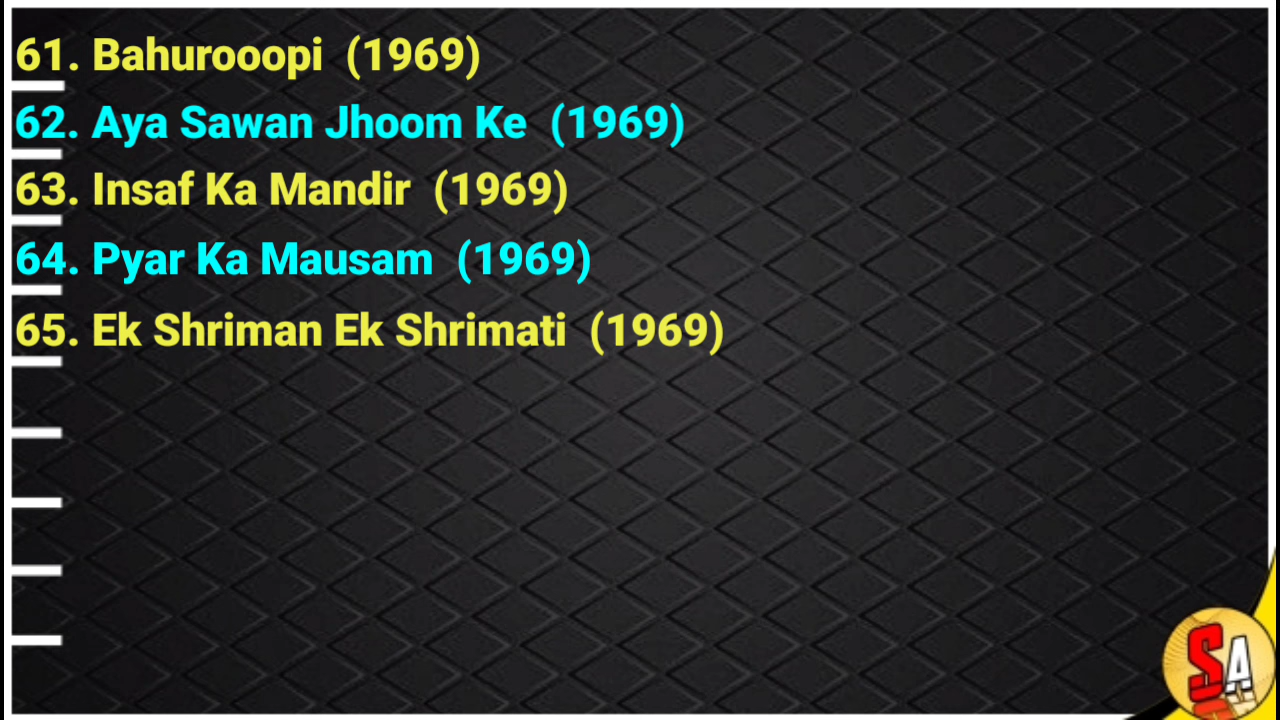 61. Bahurooopi (1969)
62. Aya Sawan Jhoom Ke (1969)
63. Insaf Ka Mandir (1969)
64. Pyar Ka Mausam (1969)
65. Ek Shriman Ek Shrimati (1969)
SA